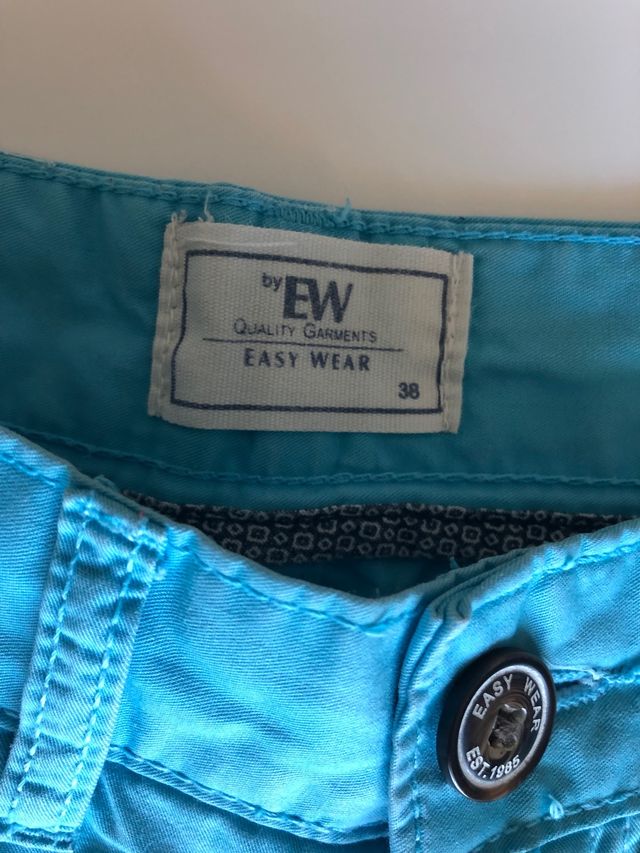 by EW
QUALITY GARMENTS
EASY WEAR
38
EASY WEAR
EST.1985